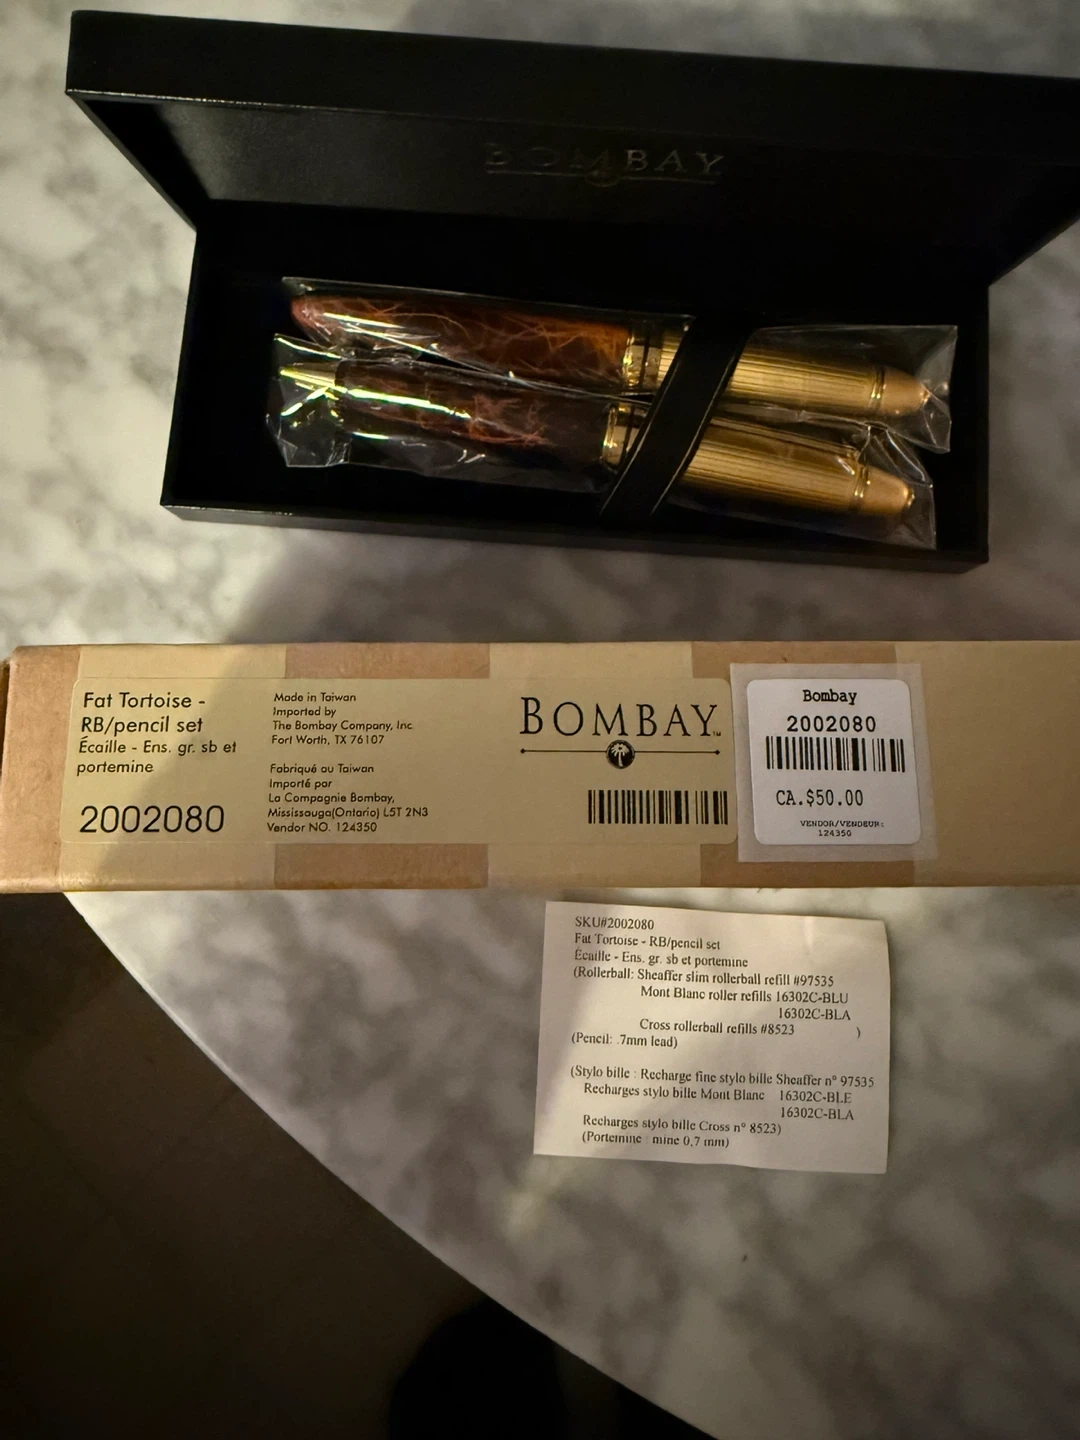 BOMBAY
Fat Tortoise -
RB/pencil set
Écaille - Ens. gr. sb et
portemine
2002080
Made in Taiwan
Imported by
The Bombay Company, Inc.
Fort Worth, TX 76107
Fabriqué au Taiwan
Importé par
La Compagnie Bombay,
Mississauga(Ontario) L5T 2N3
Vendor NO. 124350
BOMBAY™
Bombay
2002080
CA.$50.00
VENDOR/VENDEUR:
124350
SKU#2002080
Fat Tortoise - RB/pencil set
Écaille - Ens. gr. sb et portemine
(Rollerball: Sheaffer slim rollerball refill #97535
Mont Blanc roller refills 16302C-BLU
16302C-BLA
Cross rollerball refills #8523 )
(Pencil: .7mm lead)
(Stylo bille : Recharge fine stylo bille Sheaffer n° 97535
Recharges stylo bille Mont Blanc 16302C-BLE
16302C-BLA
Recharges stylo bille Cross n° 8523)
(Portemine : mine 0,7 mm)